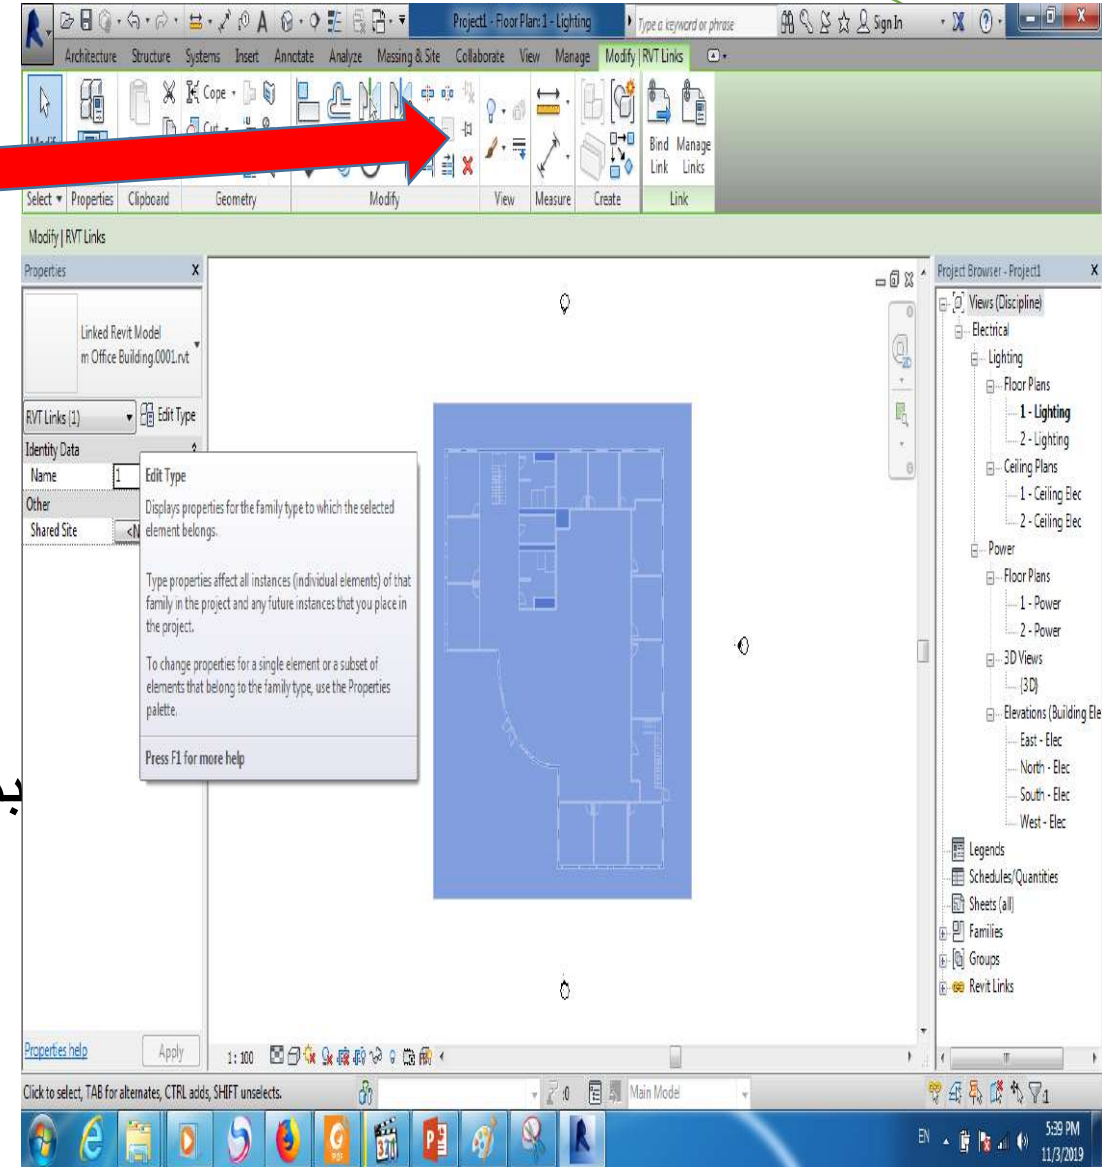 Project1 - Floor Plan: 1 - Lighting
Type a keyword or phrase
Sign In
Architecture Structure Systems Insert Annotate Analyze Massing & Site Collaborate View Manage Modify | RVT Links
Cope
Cut
Bind Link
Manage Links
Select Properties Clipboard Geometry Modify View Measure Create Link
Modify | RVT Links
Properties X
Linked Revit Model
m Office Building.0001.rvt
RVT Links (1) Edit Type
Identity Data
Name 1
Other
Shared Site <N
Edit Type
Displays properties for the family type to which the selected
element belongs.
Type properties affect all instances (individual elements) of that
family in the project and any future instances that you place in
the project.
To change properties for a single element or a subset of
elements that belong to the family type, use the Properties
palette.
Press F1 for more help
Properties help Apply
1 : 100
Project Browser - Project1 X
Views (Discipline)
Electrical
Lighting
Floor Plans
1 - Lighting
2 - Lighting
Ceiling Plans
1 - Ceiling Elec
2 - Ceiling Elec
Power
Floor Plans
1 - Power
2 - Power
3D Views
{3D}
Elevations (Building Ele
East - Elec
North - Elec
South - Elec
West - Elec
Legends
Schedules/Quantities
Sheets (all)
Families
Groups
Revit Links
Click to select, TAB for alternates, CTRL adds, SHIFT unselects.
:0
Main Model
:1
EN
5:39 PM
11/3/2019